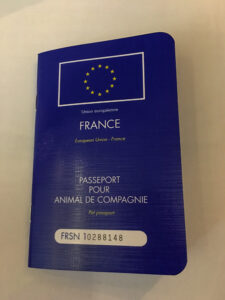 Union européenne
FRANCE
European Union - France
PASSEPORT
POUR
ANIMAL DE COMPAGNIE
Pet passport
FRSN 10288148